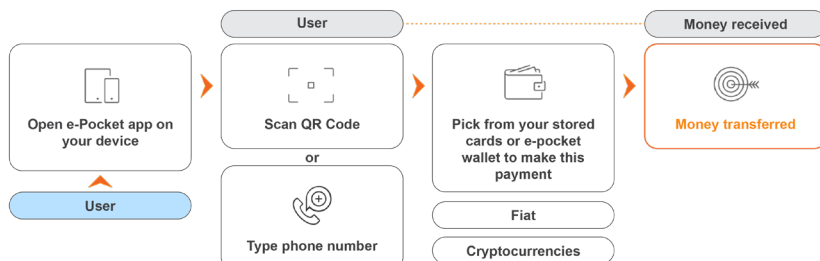 User
Money received
Open e-Pocket app on
your device
Scan QR Code
Pick from your stored
cards or e-pocket
wallet to make this
payment
Money transferred
or
User
Type phone number
Fiat
Cryptocurrencies